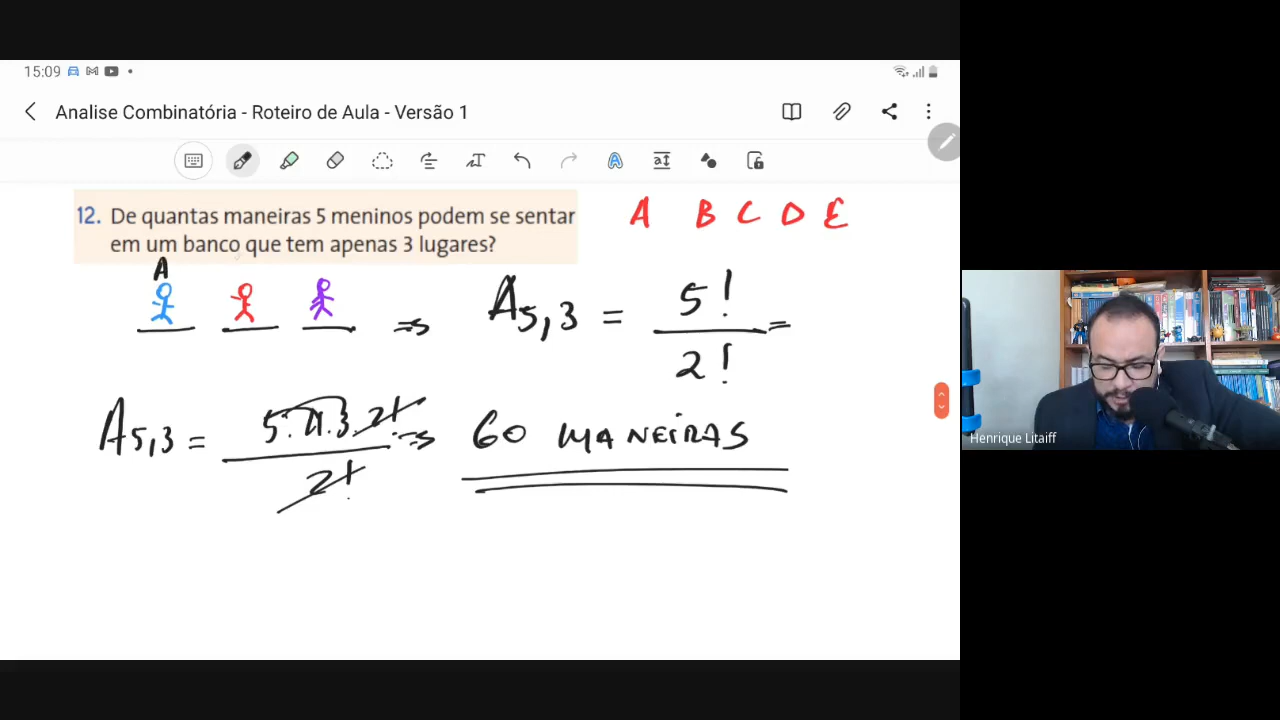 15:09
Analise Combinatória - Roteiro de Aula - Versão 1
12. De quantas maneiras 5 meninos podem se sentar
em um banco que tem apenas 3 lugares?
A B C D E
A
⇒ A5,3 = 5!/2! =
A5,3 = 5.4.3.2!/2! ⇒ 60 MANEIRAS
Henrique Litaiff